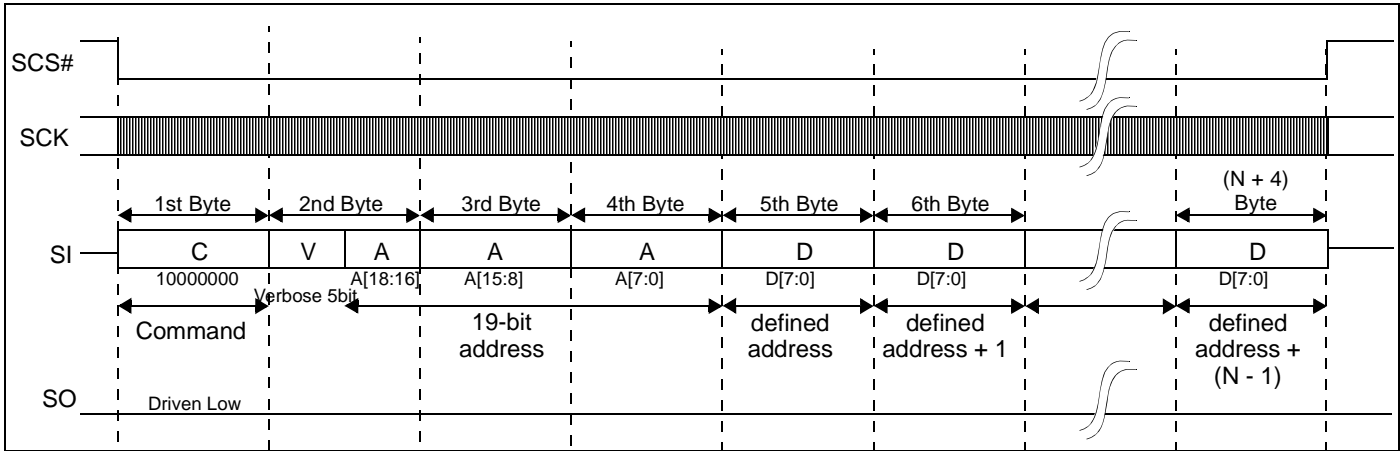 SCS#
SCK
(N + 4)
1st Byte 2nd Byte 3rd Byte 4th Byte 5th Byte 6th Byte Byte
SI C V A A A D D D
10000000 A[18:16] A[15:8] A[7:0] D[7:0] D[7:0] D[7:0]
Verbose 5bit
Command 19-bit defined defined defined
address address address + 1 address +
(N - 1)
SO Driven Low